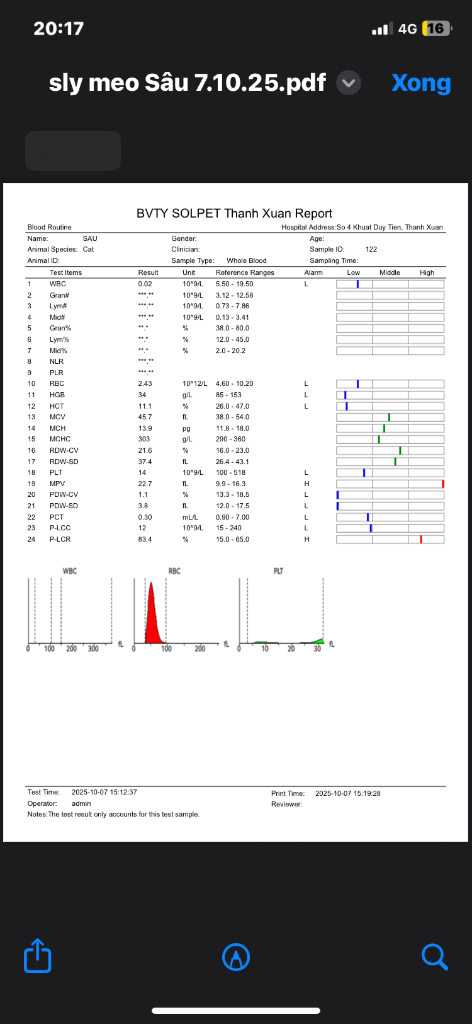 20:17
4G 16
sly meo Sâu 7.10.25.pdf
Xong
BVTY SOLPET Thanh Xuan Report
Blood Routine Hospital Address:So 4 Khuat Duy Tien, Thanh Xuan
Name: SAU Gender: Age:
Animal Species: Cat Clinician: Sample ID: 122
Animal ID: Sample Type: Whole Blood Sampling Time:
Test Items Result Unit Reference Ranges Alarm Low Middle High
1 WBC 0.02 10^9/L 5.50 - 19.50 L
2 Gran# ***.** 10^9/L 3.12 - 12.58
3 Lym# ***.** 10^9/L 0.73 - 7.86
4 Mid# ***.** 10^9/L 0.13 - 3.41
5 Gran% **.* % 38.0 - 80.0
6 Lym% **.* % 12.0 - 45.0
7 Mid% **.* % 2.0 - 20.2
8 NLR ***.**
9 PLR ***.**
10 RBC 2.43 10^12/L 4.60 - 10.20 L
11 HGB 34 g/L 85 - 153 L
12 HCT 11.1 % 26.0 - 47.0 L
13 MCV 45.7 fL 38.0 - 54.0
14 MCH 13.9 pg 11.8 - 18.0
15 MCHC 303 g/L 290 - 360
16 RDW-CV 21.6 % 16.0 - 23.0
17 RDW-SD 37.4 fL 26.4 - 43.1
18 PLT 14 10^9/L 100 - 518 L
19 MPV 22.7 fL 9.9 - 16.3 H
20 PDW-CV 1.1 % 13.3 - 18.5 L
21 PDW-SD 3.8 fL 12.0 - 17.5 L
22 PCT 0.30 mL/L 0.90 - 7.00 L
23 P-LCC 12 10^9/L 15 - 240 L
24 P-LCR 83.4 % 15.0 - 65.0 H
WBC RBC PLT
0 100 200 300 fL 0 100 200 fL 0 10 20 30 fL
Test Time: 2025-10-07 15:12:37 Print Time: 2025-10-07 15:19:28
Operator: admin Reviewer:
Notes:The test result only accounts for this test sample.